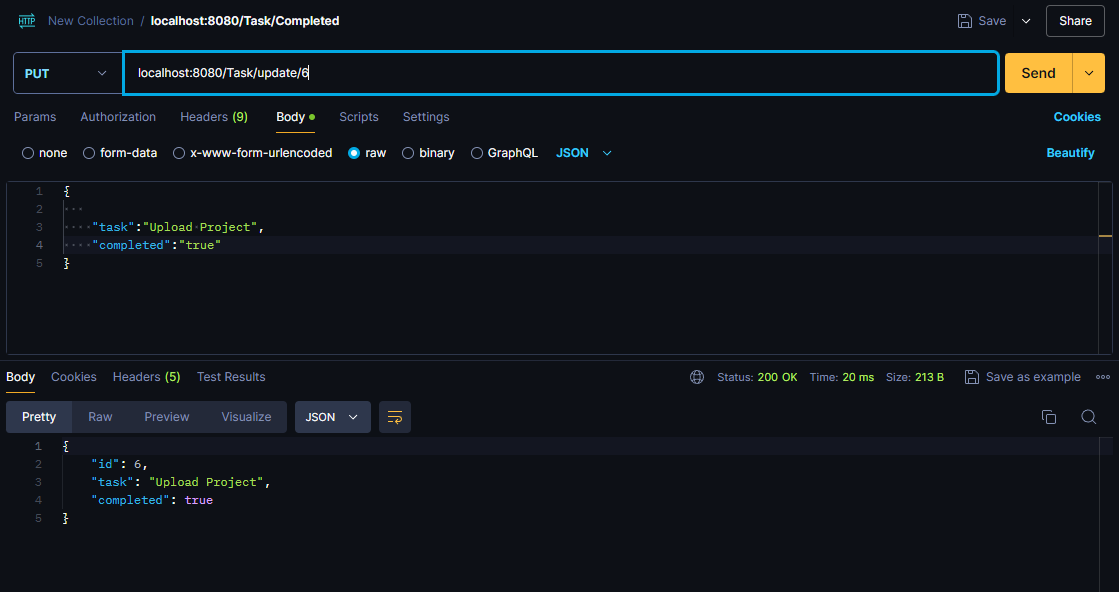 HTTP New Collection / localhost:8080/Task/Completed Save Share
PUT localhost:8080/Task/update/6 Send
Params Authorization Headers (9) Body Scripts Settings Cookies
none form-data x-www-form-urlencoded raw binary GraphQL JSON Beautify
1 {
2
3 "task":"Upload Project",
4 "completed":"true"
5 }
Body Cookies Headers (5) Test Results Status: 200 OK Time: 20 ms Size: 213 B Save as example
Pretty Raw Preview Visualize JSON
1 {
2 "id": 6,
3 "task": "Upload Project",
4 "completed": true
5 }